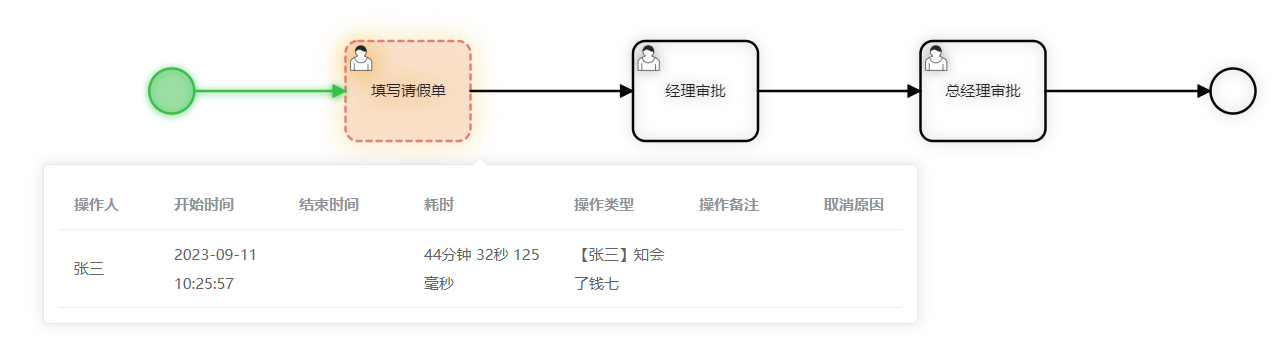 填写请假单
经理审批
总经理审批
操作人 开始时间 结束时间 耗时 操作类型 操作备注 取消原因
张三 2023-09-11 10:25:57 44分钟 32秒 125 毫秒 【张三】知会 了钱七